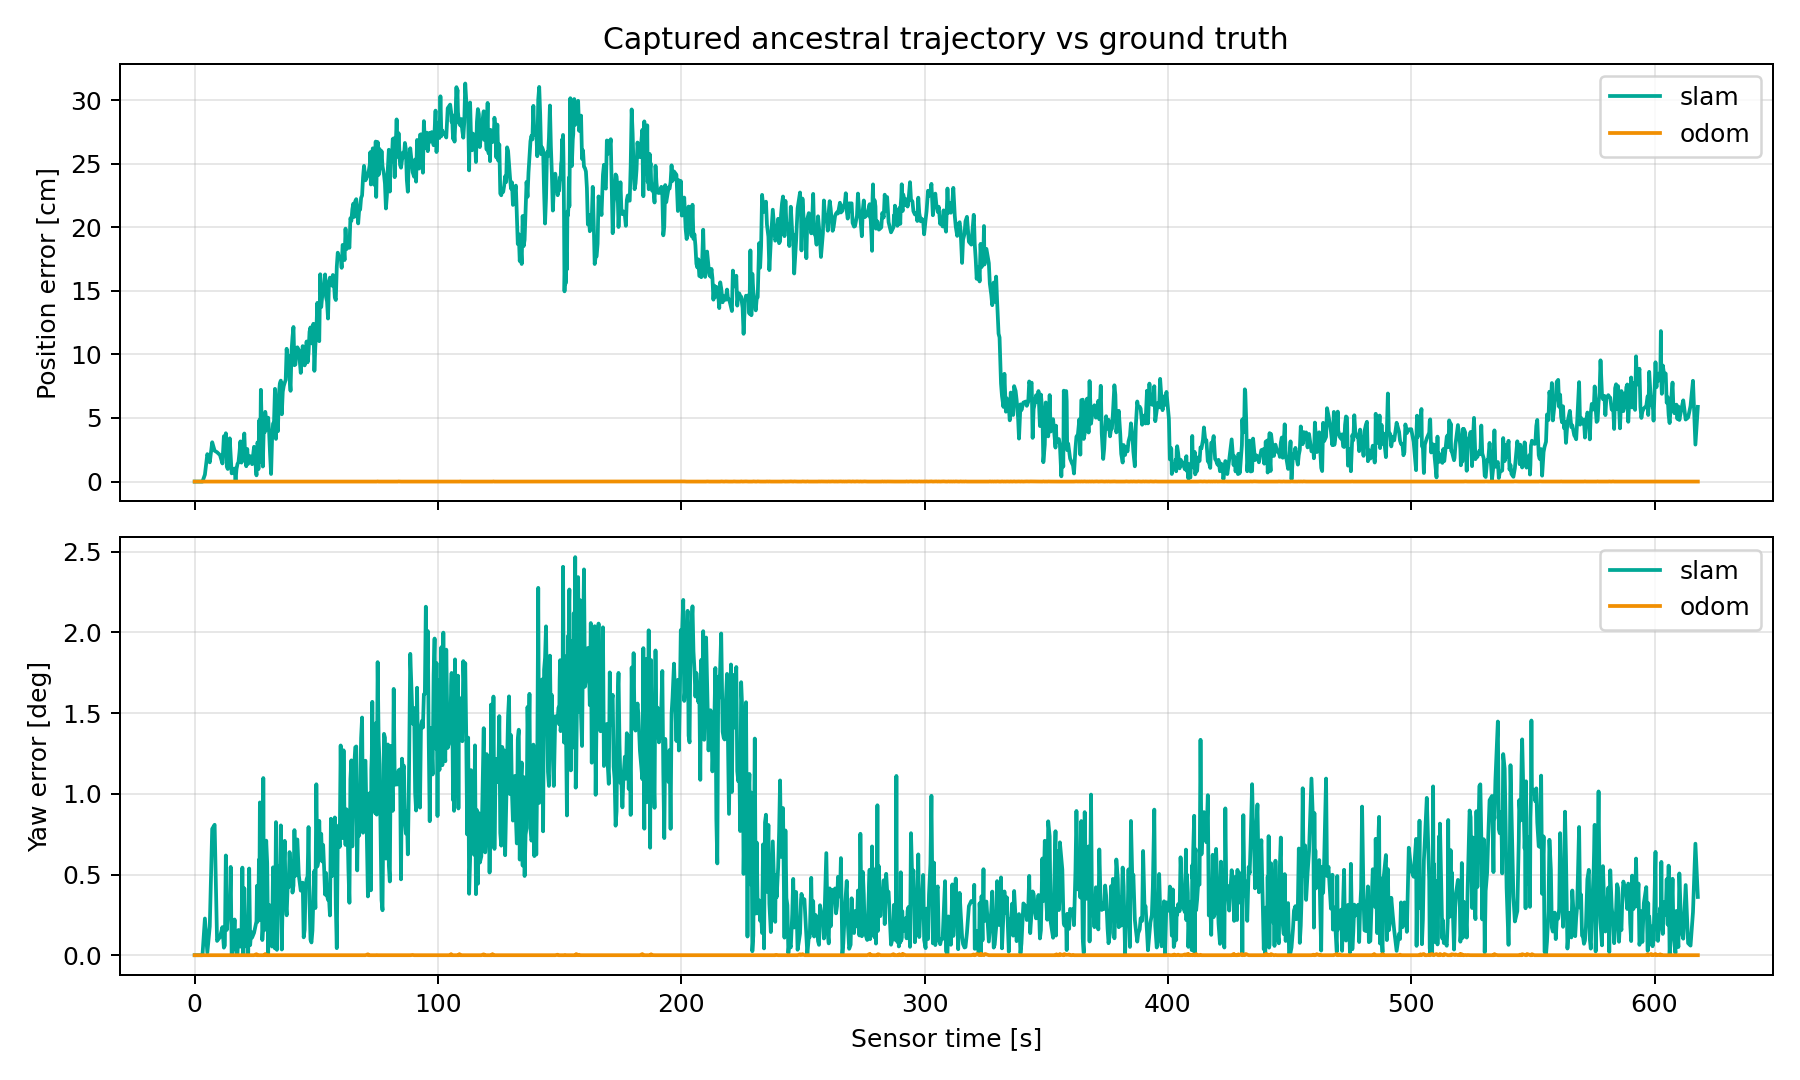 Captured ancestral trajectory vs ground truth
30
25
20
15
10
5
0
Position error [cm]
slam
odom
2.5
2.0
1.5
1.0
0.5
0.0
Yaw error [deg]
slam
odom
0
100
200
300
400
500
600
Sensor time [s]